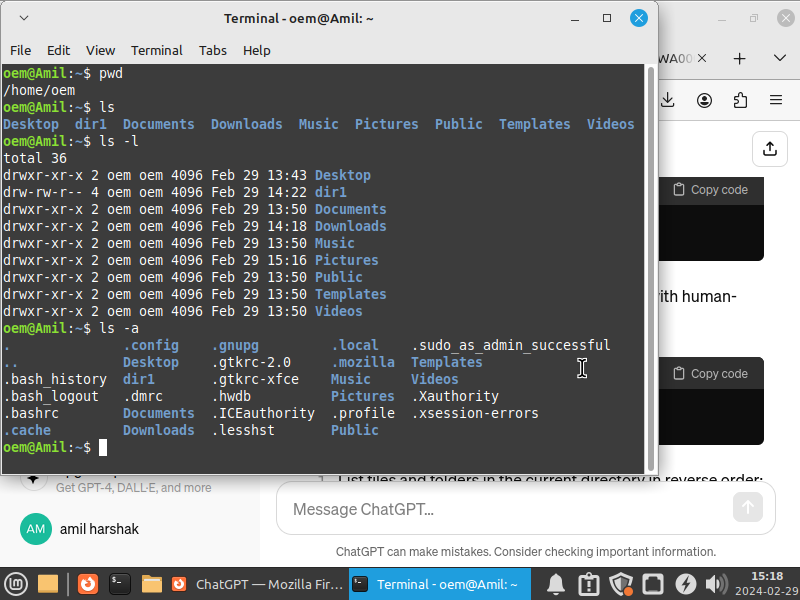 Terminal - oem@Amil: ~
File Edit View Terminal Tabs Help
oem@Amil:~$ pwd
/home/oem
oem@Amil:~$ ls
Desktop dir1 Documents Downloads Music Pictures Public Templates Videos
oem@Amil:~$ ls -l
total 36
drwxr-xr-x 2 oem oem 4096 Feb 29 13:43 Desktop
drw-rw-r-- 4 oem oem 4096 Feb 29 14:22 dir1
drwxr-xr-x 2 oem oem 4096 Feb 29 13:50 Documents
drwxr-xr-x 2 oem oem 4096 Feb 29 14:18 Downloads
drwxr-xr-x 2 oem oem 4096 Feb 29 13:50 Music
drwxr-xr-x 2 oem oem 4096 Feb 29 15:16 Pictures
drwxr-xr-x 2 oem oem 4096 Feb 29 13:50 Public
drwxr-xr-x 2 oem oem 4096 Feb 29 13:50 Templates
drwxr-xr-x 2 oem oem 4096 Feb 29 13:50 Videos
oem@Amil:~$ ls -a
. .config .gnupg .local .sudo_as_admin_successful
.. Desktop .gtkrc-2.0 .mozilla Templates
.bash_history dir1 .gtkrc-xfce Music Videos
.bash_logout .dmrc .hwdb Pictures .Xauthority
.bashrc Documents .ICEauthority .profile .xsession-errors
.cache Downloads .lesshst Public
oem@Amil:~$
WA00
Copy code
ith human-
Copy code
List files and folders in the current directory in reverse order:
Get GPT-4, DALL·E, and more
AM amil harshak
Message ChatGPT...
ChatGPT can make mistakes. Consider checking important information.
ChatGPT — Mozilla Fir...
Terminal - oem@Amil: ~
15:18
2024-02-29